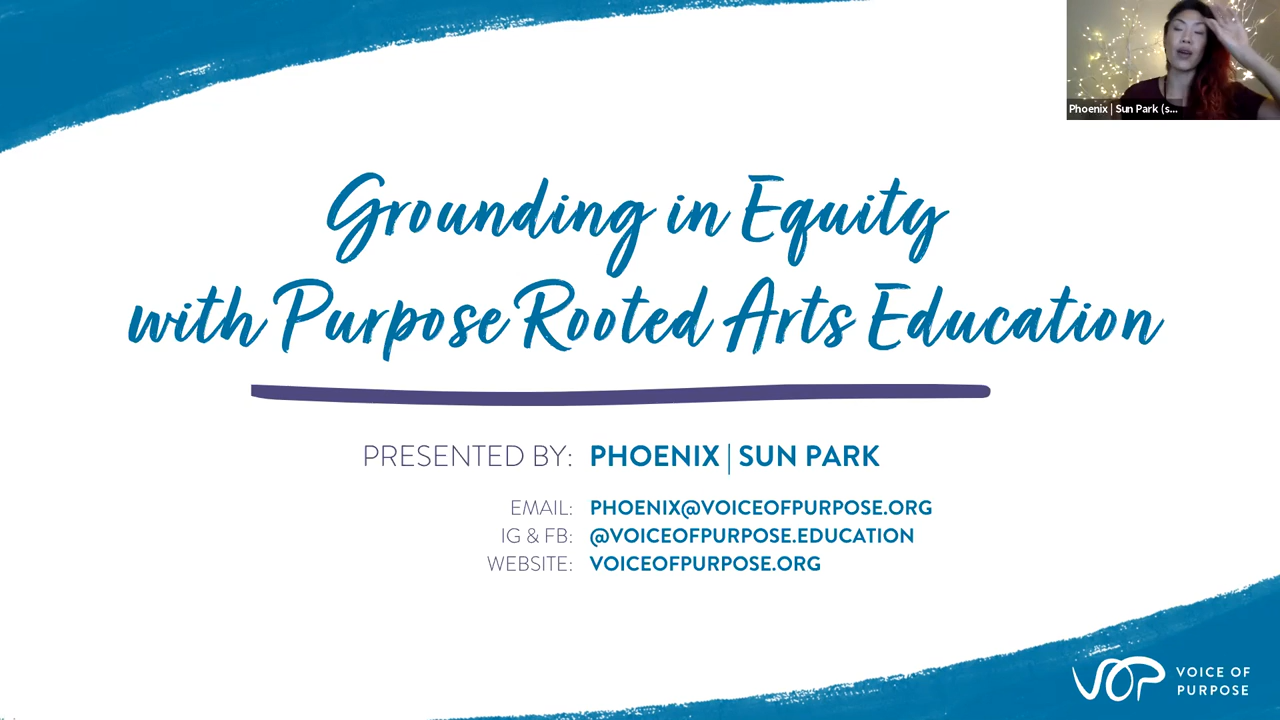 Phoenix | Sun Park (s...
Grounding in Equity
with Purpose Rooted Arts Education
PRESENTED BY: PHOENIX | SUN PARK
EMAIL: PHOENIX@VOICEOFPURPOSE.ORG
IG & FB: @VOICEOFPURPOSE.EDUCATION
WEBSITE: VOICEOFPURPOSE.ORG
VOP
VOICE OF
PURPOSE